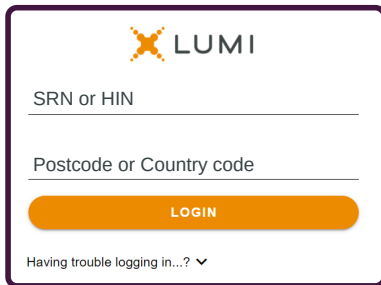 LUMI
SRN or HIN
Postcode or Country code
LOGIN
Having trouble logging in...?